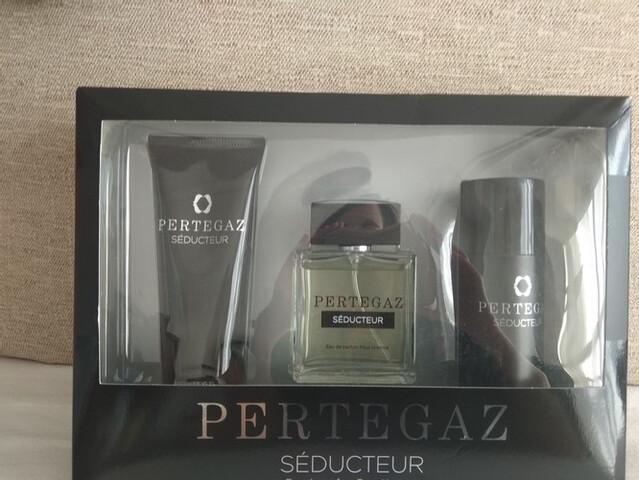 PERTEGAZ
SÉDUCTEUR
PERTEGAZ
SÉDUCTEUR
Eau de parfum Pour Homme
PERTEGAZ
SÉDUCTEUR
PERTEGAZ
SÉDUCTEUR